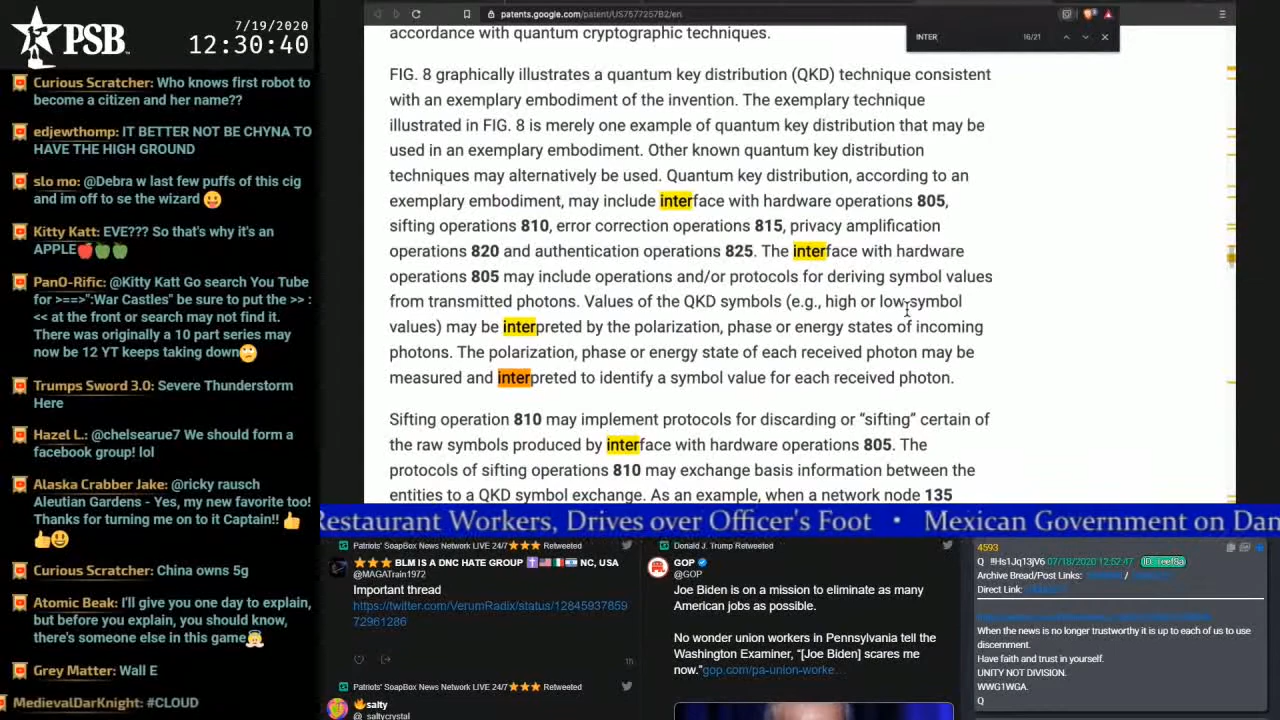 PSB
7/19/2020
12:30:40
Curious Scratcher: Who knows first robot to
become a citizen and her name??
edjewthomp: IT BETTER NOT BE CHYNA TO
HAVE THE HIGH GROUND
slo mo: @Debra w last few puffs of this cig
and im off to se the wizard 😛
Kitty Katt: EVE??? So that's why it's an
APPLE🍎🍏🍏
PanO-Rific: @Kitty Katt Go search You Tube
for >==>":War Castles" be sure to put the >> :
<< at the front or search may not find it.
There was originally a 10 part series may
now be 12 YT keeps taking down🙄
Trumps Sword 3.0: Severe Thunderstorm
Here
Hazel L.: @chelsearue7 We should form a
facebook group! lol
Alaska Crabber Jake: @ricky rausch
Aleutian Gardens - Yes, my new favorite too!
Thanks for turning me on to it Captain!! 👍
👍😃
Curious Scratcher: China owns 5g
Atomic Beak: I'll give you one day to explain,
but before you explain, you should know,
there's someone else in this game😇
Grey Matter: Wall E
MedievalDarKnight: #CLOUD
patents.google.com/patent/US7577257B2/en
INTER
16/21
accordance with quantum cryptographic techniques.
FIG. 8 graphically illustrates a quantum key distribution (QKD) technique consistent
with an exemplary embodiment of the invention. The exemplary technique
illustrated in FIG. 8 is merely one example of quantum key distribution that may be
used in an exemplary embodiment. Other known quantum key distribution
techniques may alternatively be used. Quantum key distribution, according to an
exemplary embodiment, may include interface with hardware operations 805,
sifting operations 810, error correction operations 815, privacy amplification
operations 820 and authentication operations 825. The interface with hardware
operations 805 may include operations and/or protocols for deriving symbol values
from transmitted photons. Values of the QKD symbols (e.g., high or low symbol
values) may be interpreted by the polarization, phase or energy states of incoming
photons. The polarization, phase or energy state of each received photon may be
measured and interpreted to identify a symbol value for each received photon.
Sifting operation 810 may implement protocols for discarding or “sifting” certain of
the raw symbols produced by interface with hardware operations 805. The
protocols of sifting operations 810 may exchange basis information between the
entities to a QKD symbol exchange. As an example, when a network node 135
Restaurant Workers, Drives over Officer's Foot • Mexican Government on Dan
Patriots' SoapBox News Network LIVE 24/7⭐⭐⭐ Retweeted
⭐⭐⭐ BLM IS A DNC HATE GROUP ✝️🇺🇸🇮🇹🇮🇱 NC, USA
@MAGATrain1972
Important thread
https://twitter.com/VerumRadix/status/12845937859
72961286
1h
Patriots' SoapBox News Network LIVE 24/7⭐⭐⭐ Retweeted
🔥salty
@_saltycrystal
Donald J. Trump Retweeted
GOP
@GOP
Joe Biden is on a mission to eliminate as many
American jobs as possible.
No wonder union workers in Pennsylvania tell the
Washington Examiner, “[Joe Biden] scares me
now.”gop.com/pa-union-worke…
4593
Q !!Hs1Jq13jV6 07/18/2020 12:52:47
Archive Bread/Post Links: /
Direct Link:
When the news is no longer trustworthy it is up to each of us to use
discernment.
Have faith and trust in yourself.
UNITY NOT DIVISION.
WWG1WGA.
Q